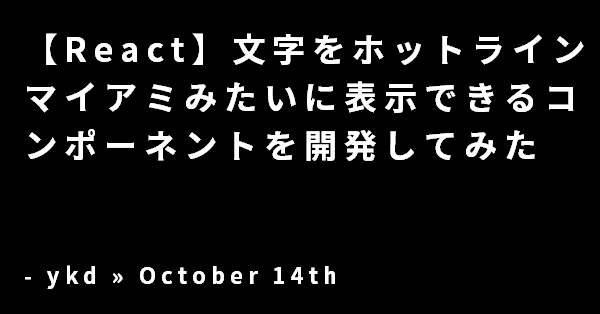 【React】文字をホットライン
マイアミみたいに表示できるコ
ンポーネントを開発してみた
- ykd » October 14th